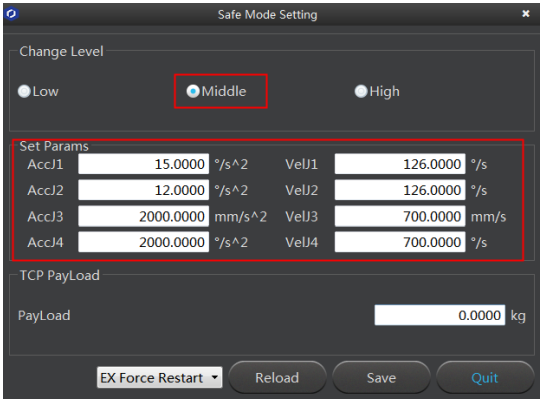 Safe Mode Setting
Change Level
Low Middle High
Set Params
AccJ1 15.0000 °/s^2 VelJ1 126.0000 °/s
AccJ2 12.0000 °/s^2 VelJ2 126.0000 °/s
AccJ3 2000.0000 mm/s^2 VelJ3 700.0000 mm/s
AccJ4 2000.0000 °/s^2 VelJ4 700.0000 °/s
TCP PayLoad
PayLoad 0.0000 kg
EX Force Restart Reload Save Quit